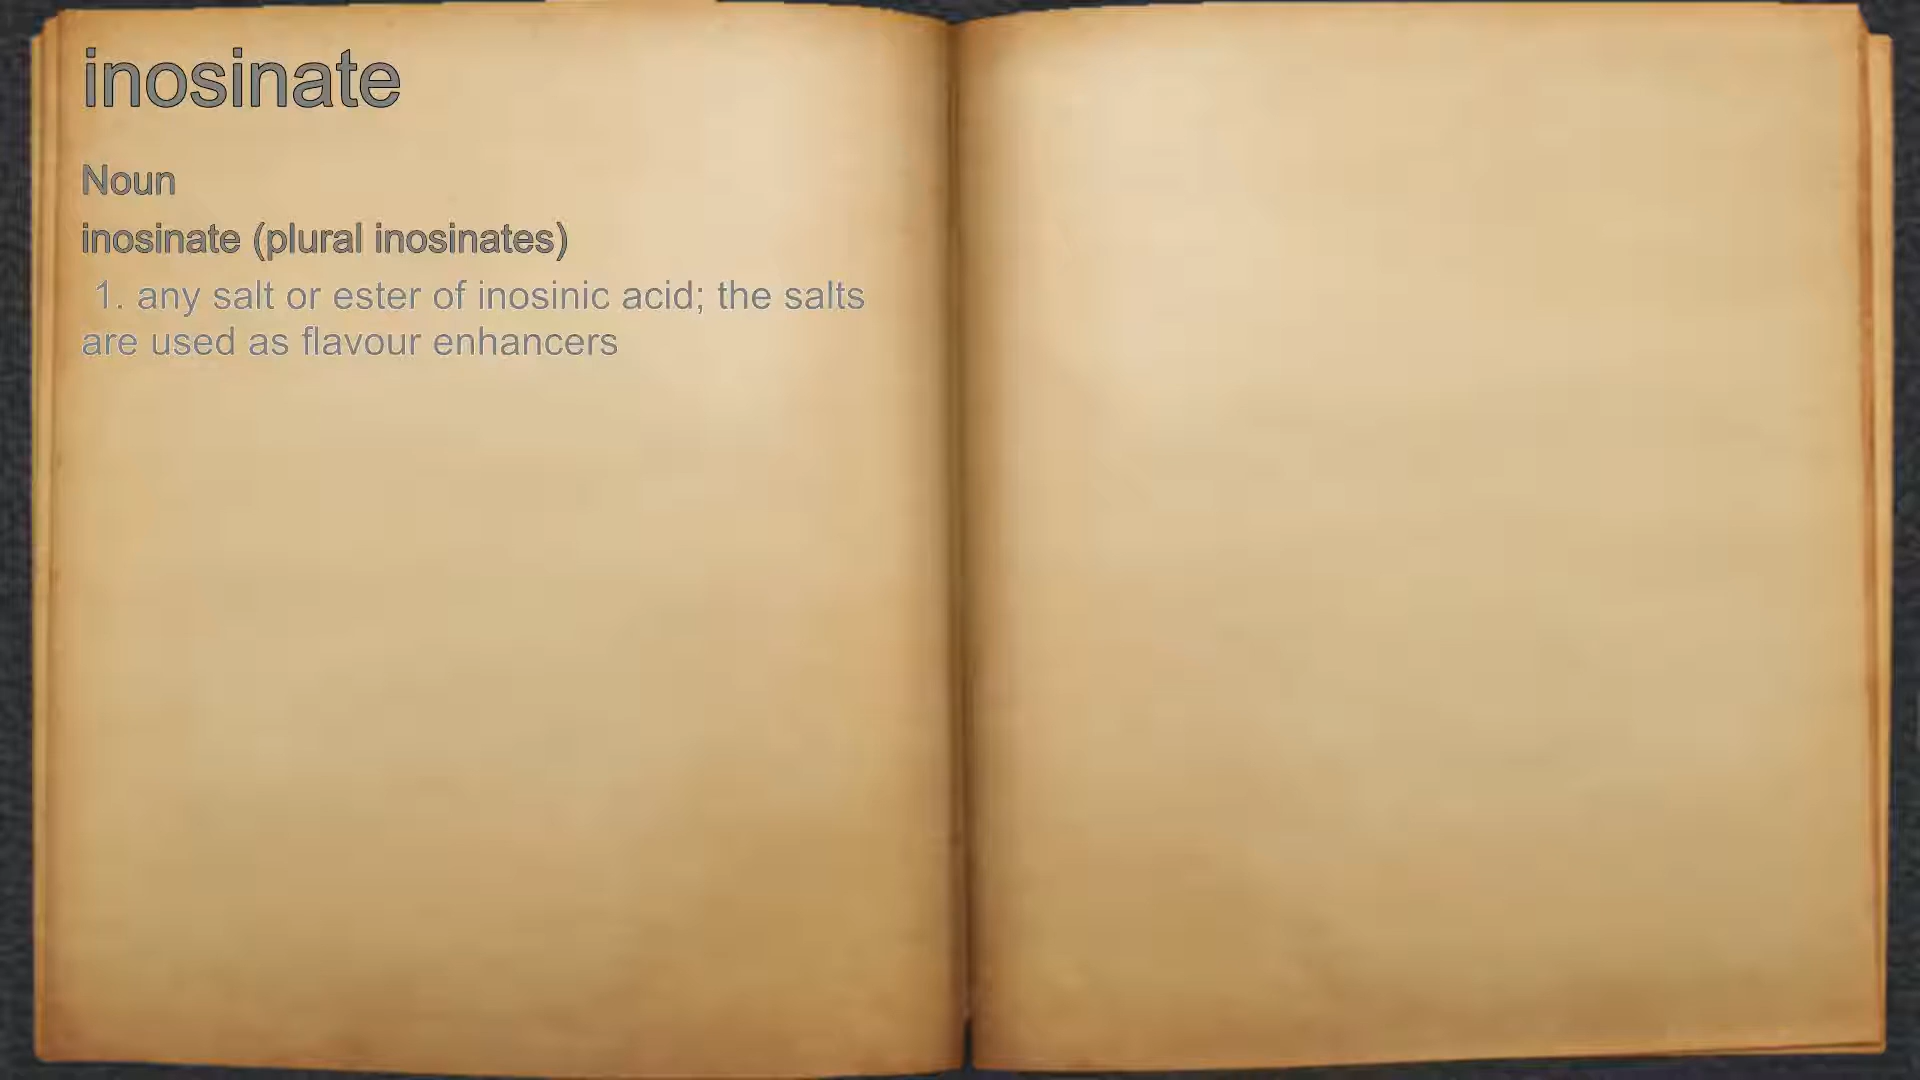 inosinate
Noun
inosinate (plural inosinates)
1. any salt or ester of inosinic acid; the salts
are used as flavour enhancers